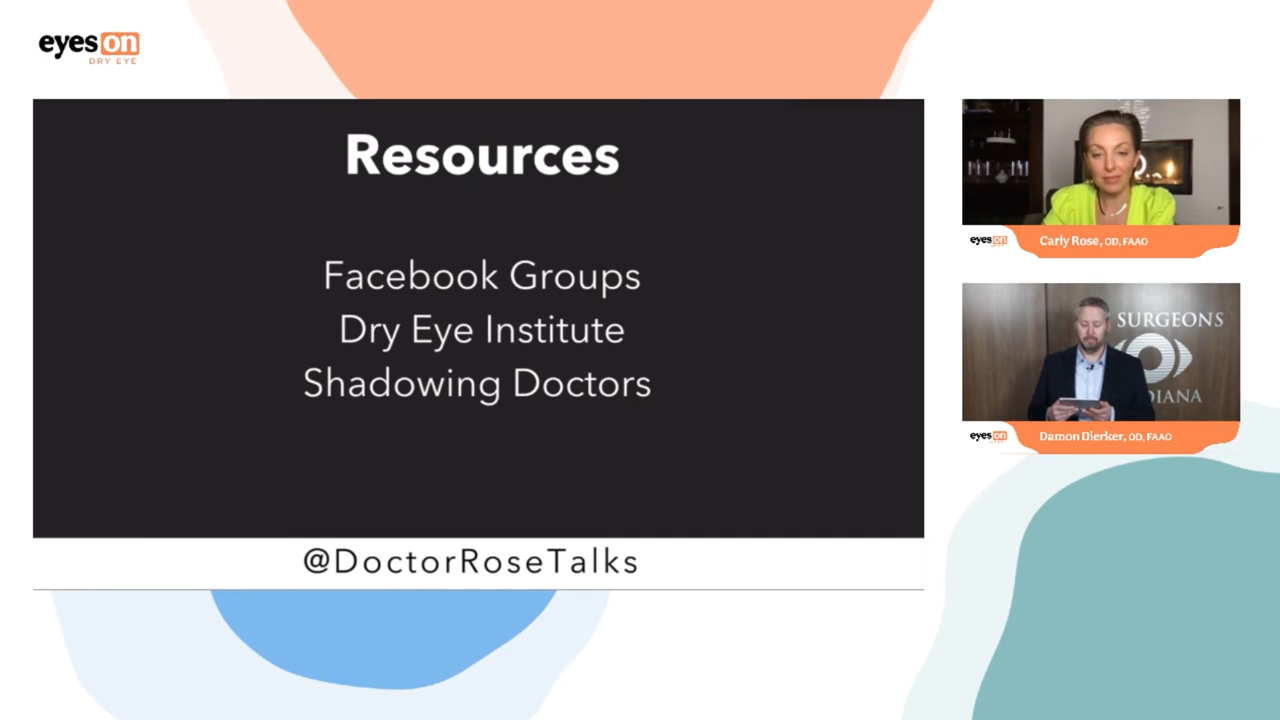 eyes on
DRY EYE
Resources
Facebook Groups
Dry Eye Institute
Shadowing Doctors
@DoctorRoseTalks
eyes on
Carly Rose, OD, FAAO
SURGEONS
DIANA
eyes on
Damon Dierker, OD, FAAO